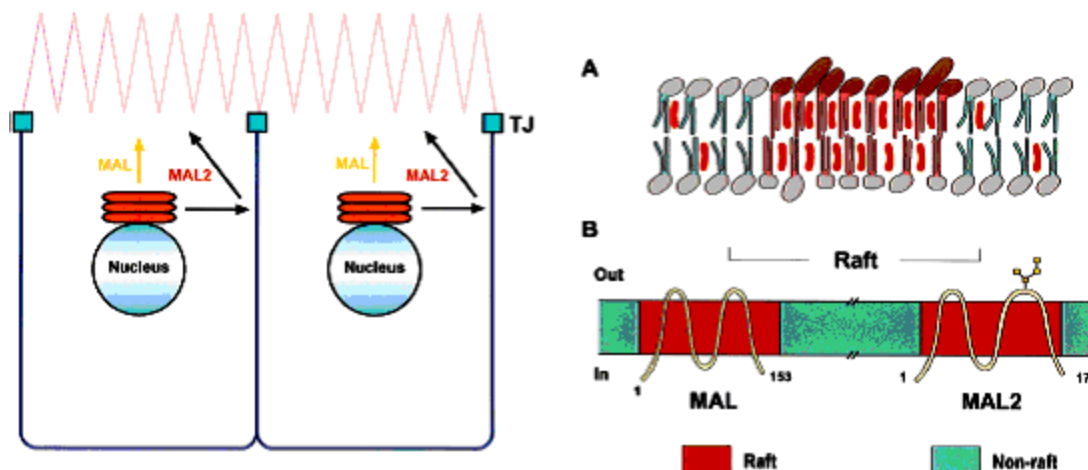 TJ
MAL
MAL2
MAL
MAL2
Nucleus
Nucleus
A
B
Raft
Out
In
1
153
1
MAL
MAL2
Raft
Non-raft